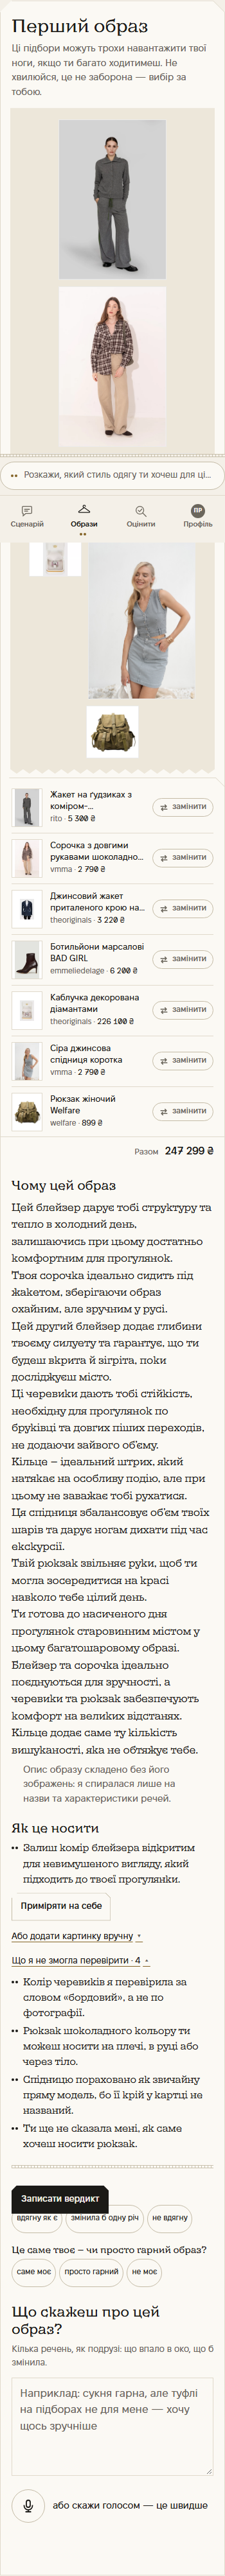 Перший образ
Ці підбори можуть трохи навантажити твої
ноги, якщо ти багато ходитимеш. Не
хвилюйся, це не заборона — вибір за
тобою.
Розкажи, який стиль одягу ти хочеш для ці...
Сценарій
Образи
Оцінити
ПР
Профіль
Жакет на ґудзиках з
коміром-...
rito · 5 300 ₴
замінити
Сорочка з довгими
рукавами шоколадно...
vmma · 2 790 ₴
замінити
Джинсовий жакет
приталеного крою на...
theoriginals · 3 220 ₴
замінити
Ботильйони марсалові
BAD GIRL
emmeliedelage · 6 200 ₴
замінити
Каблучка декорована
діамантами
theoriginals · 226 100 ₴
замінити
Сіра джинсова
спідниця коротка
vmma · 2 790 ₴
замінити
Рюкзак жіночий
Welfare
welfare · 899 ₴
замінити
Разом 247 299 ₴
Чому цей образ
Цей блейзер дарує тобі структуру та
тепло в холодний день,
залишаючись при цьому достатньо
комфортним для прогулянок.
Твоя сорочка ідеально сидить під
жакетом, зберігаючи образ
охайним, але зручним у русі.
Цей другий блейзер додає глибини
твоєму силуету та гарантує, що ти
будеш вкрита й зігріта, поки
досліджуєш місто.
Ці черевики дають тобі стійкість,
необхідну для прогулянок по
бруківці та довгих піших переходів,
не додаючи зайвого об'єму.
Кільце — ідеальний штрих, який
натякає на особливу подію, але при
цьому не заважає тобі рухатися.
Ця спідниця збалансовує об'єм твоїх
шарів та дарує ногам дихати під час
екскурсії.
Твій рюкзак звільняє руки, щоб ти
могла зосередитися на красі
навколо тебе цілий день.
Ти готова до насиченого дня
прогулянок старовинним містом у
цьому багатошаровому образі.
Блейзер та сорочка ідеально
поєднуються для зручності, а
черевики та рюкзак забезпечують
комфорт на великих відстанях.
Кільце додає саме ту кількість
вишуканості, яка не обтяжує тебе.
Опис образу складено без його
зображень: я спиралася лише на
назви та характеристики речей.
Як це носити
•• Залиш комір блейзера відкритим
для невимушеного вигляду, який
підходить до твоєї прогулянки.
Приміряти на себе
Або додати картинку вручну
Що я не змогла перевірити · 4
•• Колір черевиків я перевірила за
словом «бордовий», а не по
фотографії.
•• Рюкзак шоколадного кольору ти
можеш носити на плечі, в руці або
через тіло.
•• Спідницю пораховано як звичайну
пряму модель, бо її крій у картці не
названий.
•• Ти ще не сказала мені, як саме
хочеш носити рюкзак.
Записати вердикт
вдягну як є
змінила б одну річ
не вдягну
Це саме твоє — чи просто гарний образ?
саме моє
просто гарний
не моє
Що скажеш про цей
образ?
Кілька речень, як подрузі: що впало в око, що б
змінила.
Наприклад: сукня гарна, але туфлі
на підборах не для мене — хочу
щось зручніше
або скажи голосом — це швидше